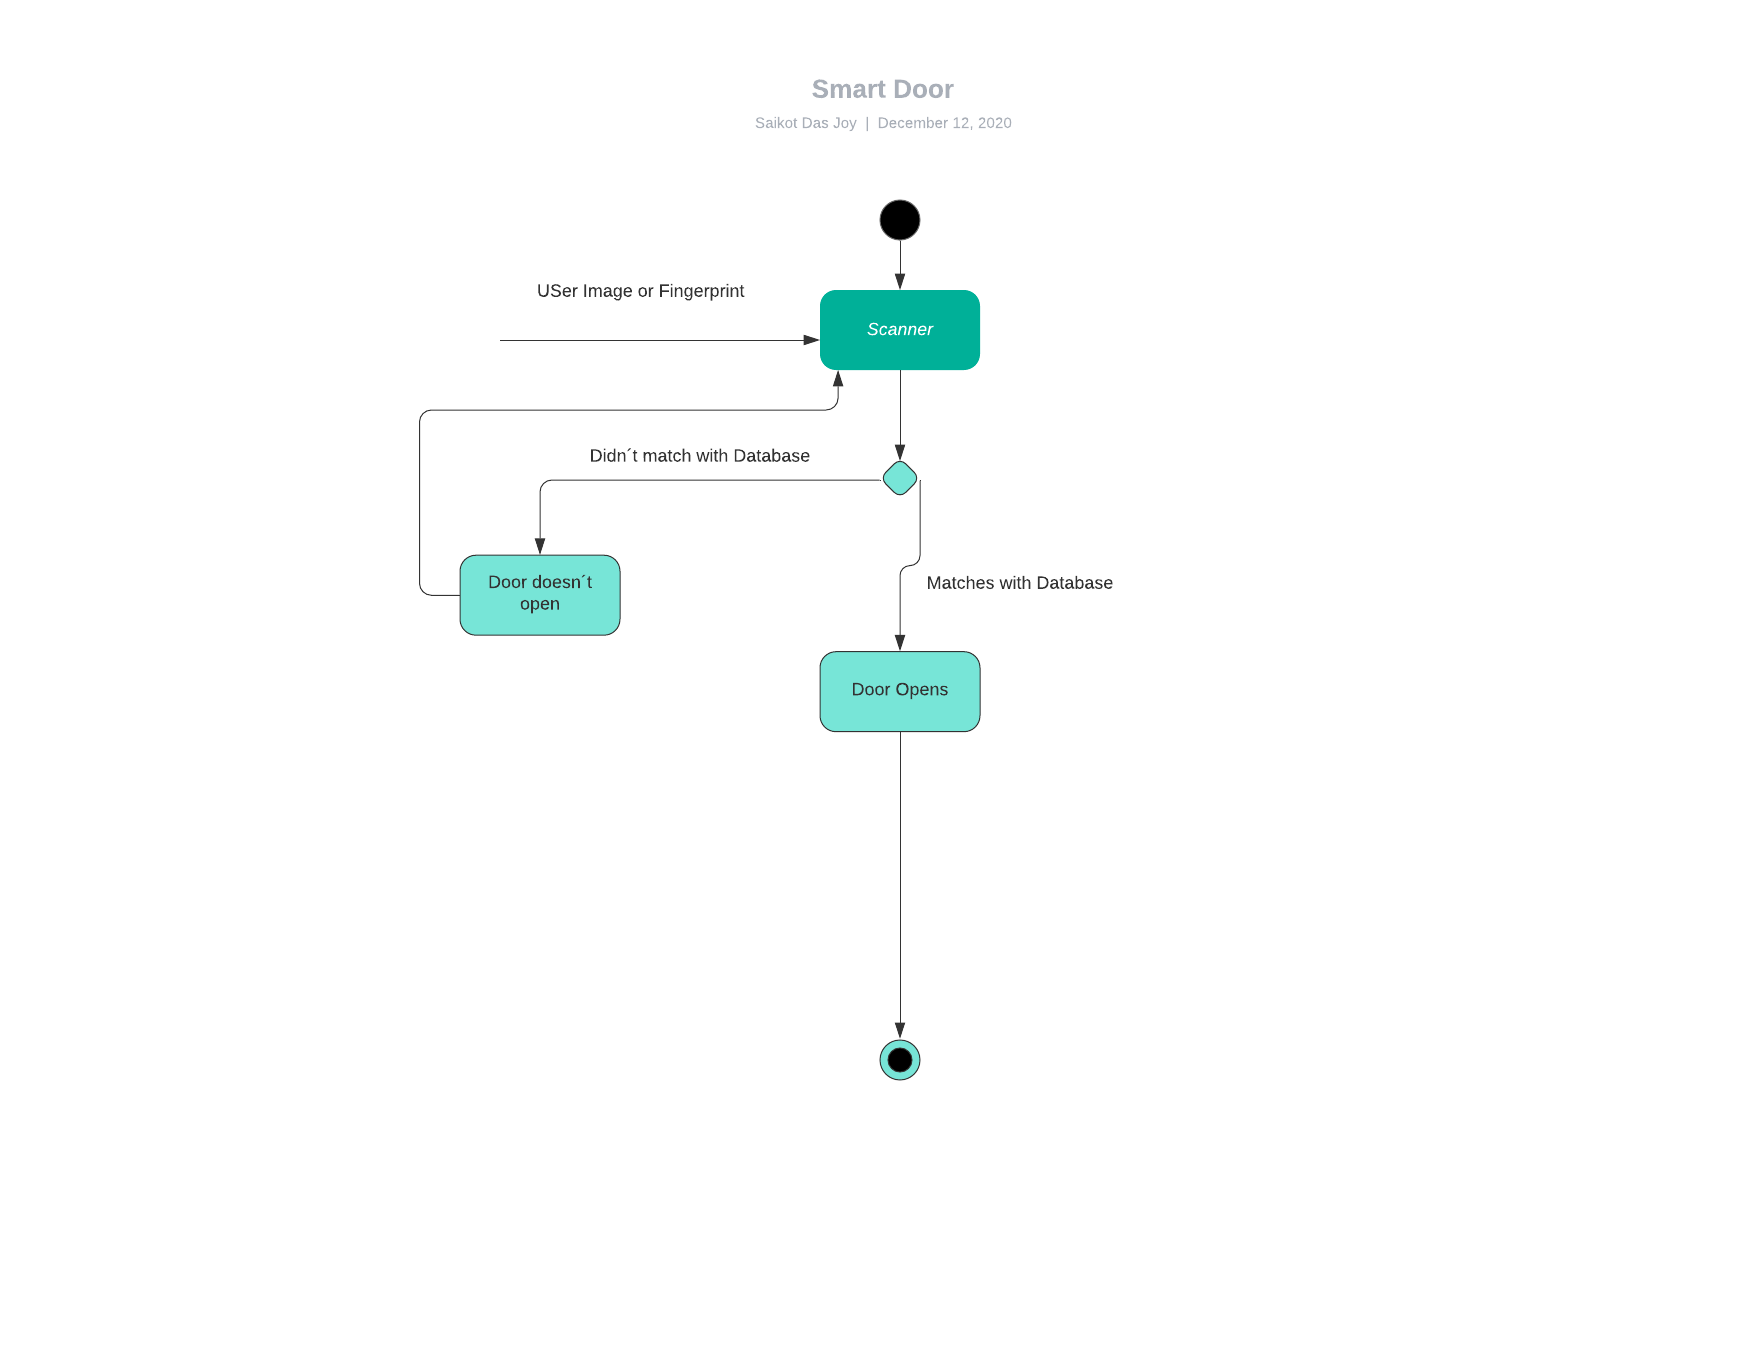 Smart Door
Saikot Das Joy | December 12, 2020
USer Image or Fingerprint
Scanner
Didn´t match with Database
Door doesn´t
open
Matches with Database
Door Opens